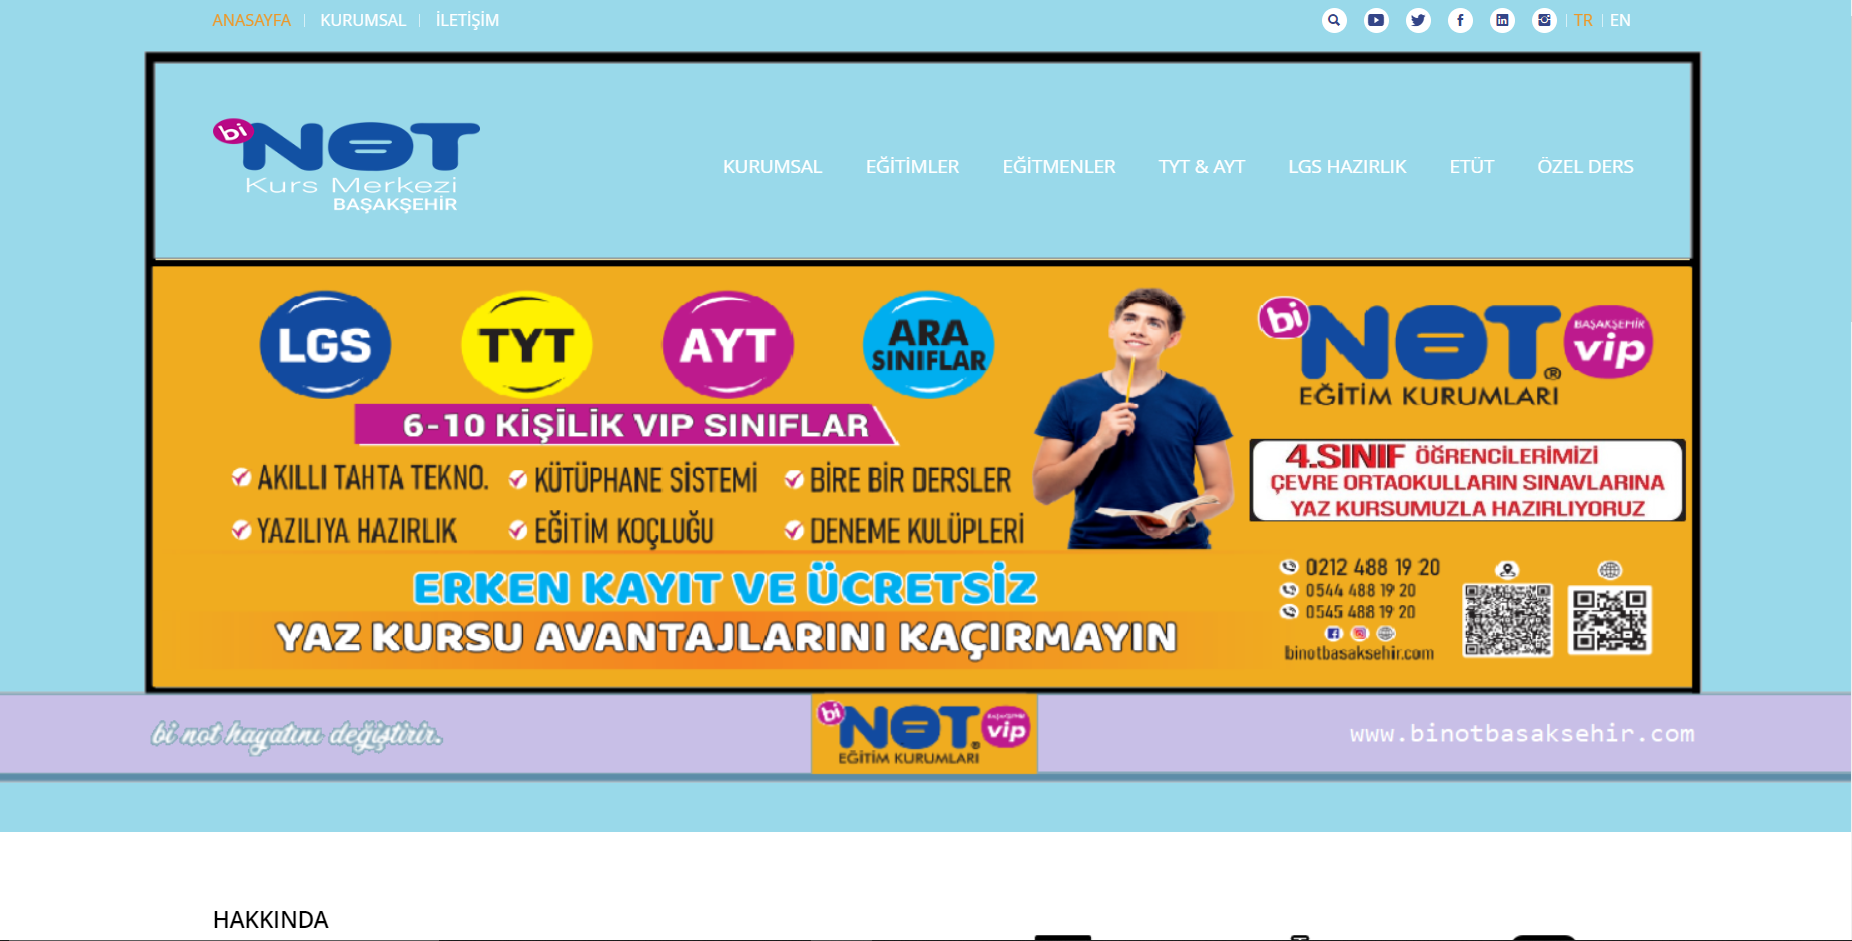 ANASAYFA | KURUMSAL | İLETİŞİM
TR | EN
bi NOT
Kurs Merkezi
BAŞAKŞEHİR
KURUMSAL EĞİTİMLER EĞİTMENLER TYT & AYT LGS HAZIRLIK ETÜT ÖZEL DERS
LGS
TYT
AYT
ARA
SINIFLAR
6-10 KİŞİLİK VIP SINIFLAR
AKILLI TAHTA TEKNO.
KÜTÜPHANE SİSTEMİ
BİRE BİR DERSLER
YAZILIYA HAZIRLIK
EĞİTİM KOÇLUĞU
DENEME KULÜPLERİ
ERKEN KAYIT VE ÜCRETSİZ
YAZ KURSU AVANTAJLARINI KAÇIRMAYIN
bi NOT®
BAŞAKŞEHİR
vip
EĞİTİM KURUMLARI
4.SINIF ÖĞRENCİLERİMİZİ
ÇEVRE ORTAOKULLARIN SINAVLARINA
YAZ KURSUMUZLA HAZIRLIYORUZ
0212 488 19 20
0544 488 19 20
0545 488 19 20
binotbasaksehir.com
bi not hayatını değiştirir.
bi NOT®
BAŞAKŞEHİR
vip
EĞİTİM KURUMLARI
www.binotbasaksehir.com
HAKKINDA